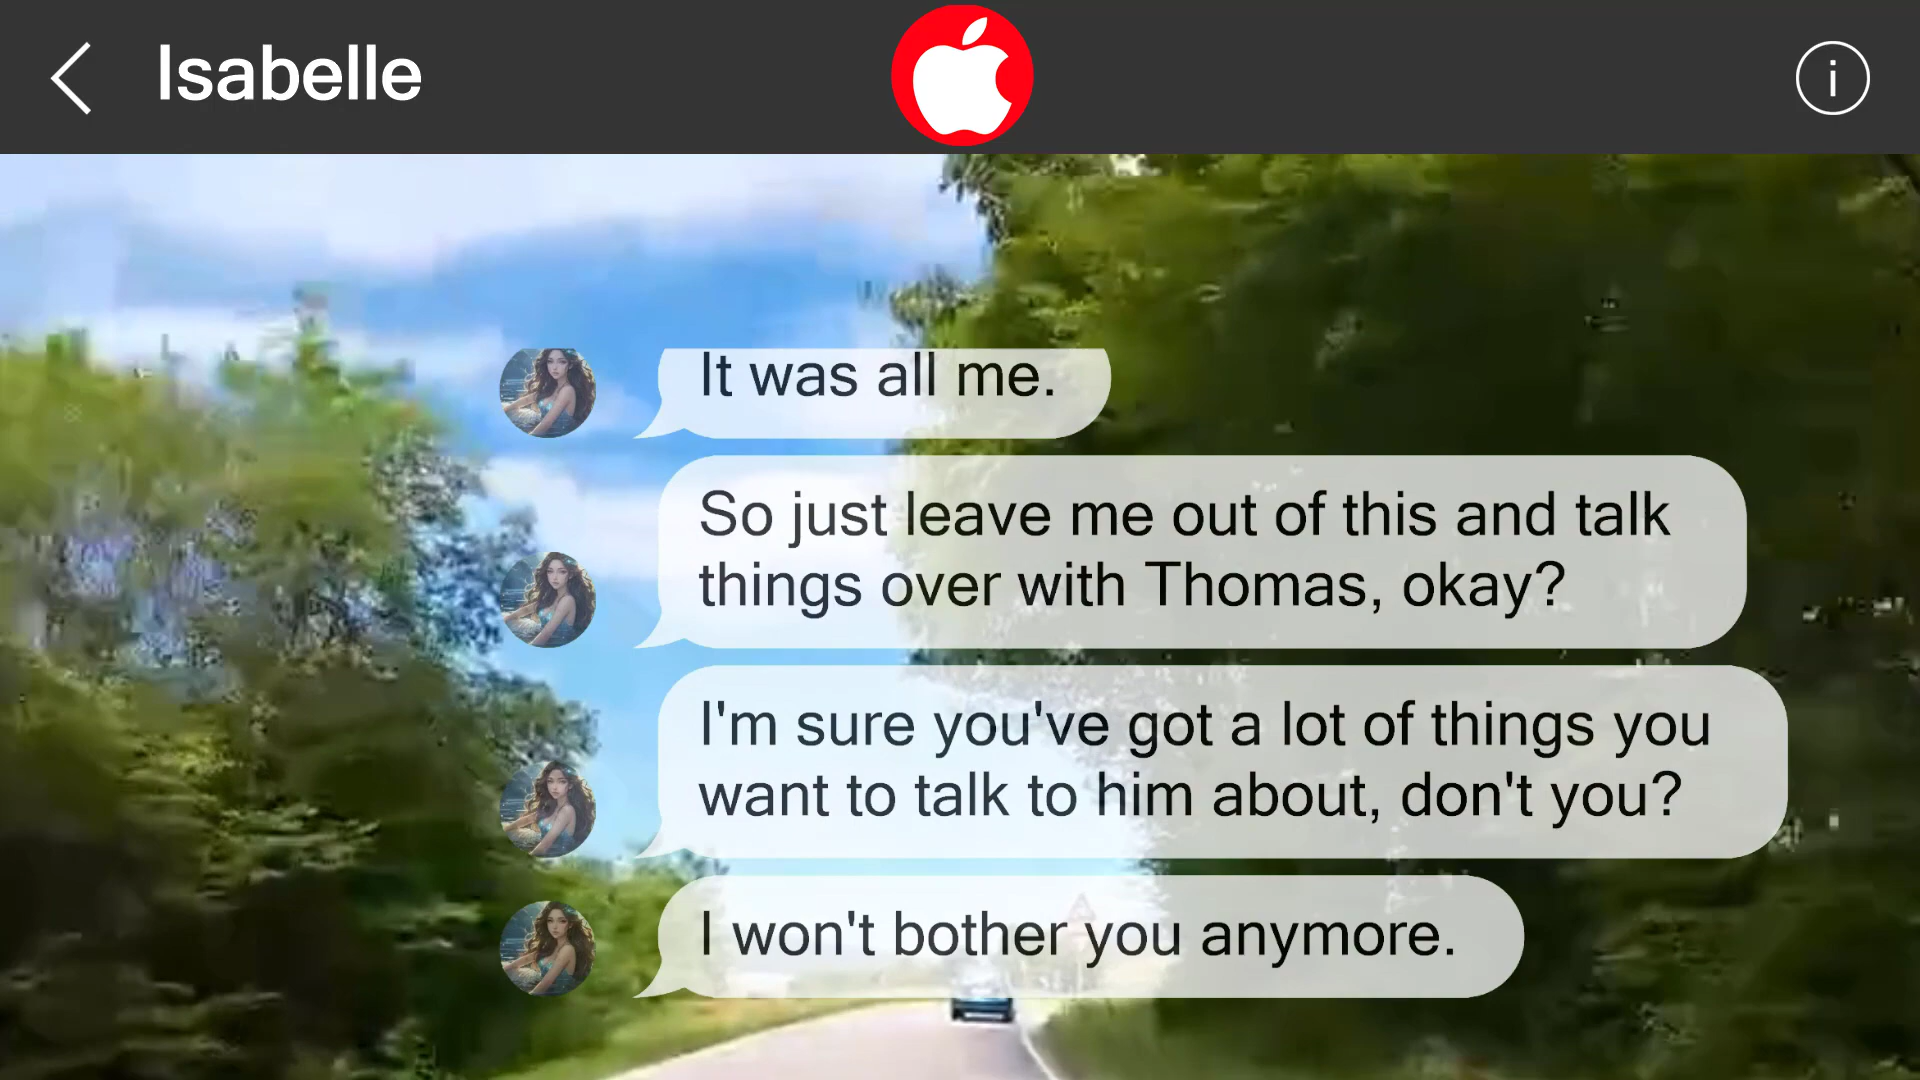 Isabelle
It was all me.
So just leave me out of this and talk
things over with Thomas, okay?
I'm sure you've got a lot of things you
want to talk to him about, don't you?
I won't bother you anymore.